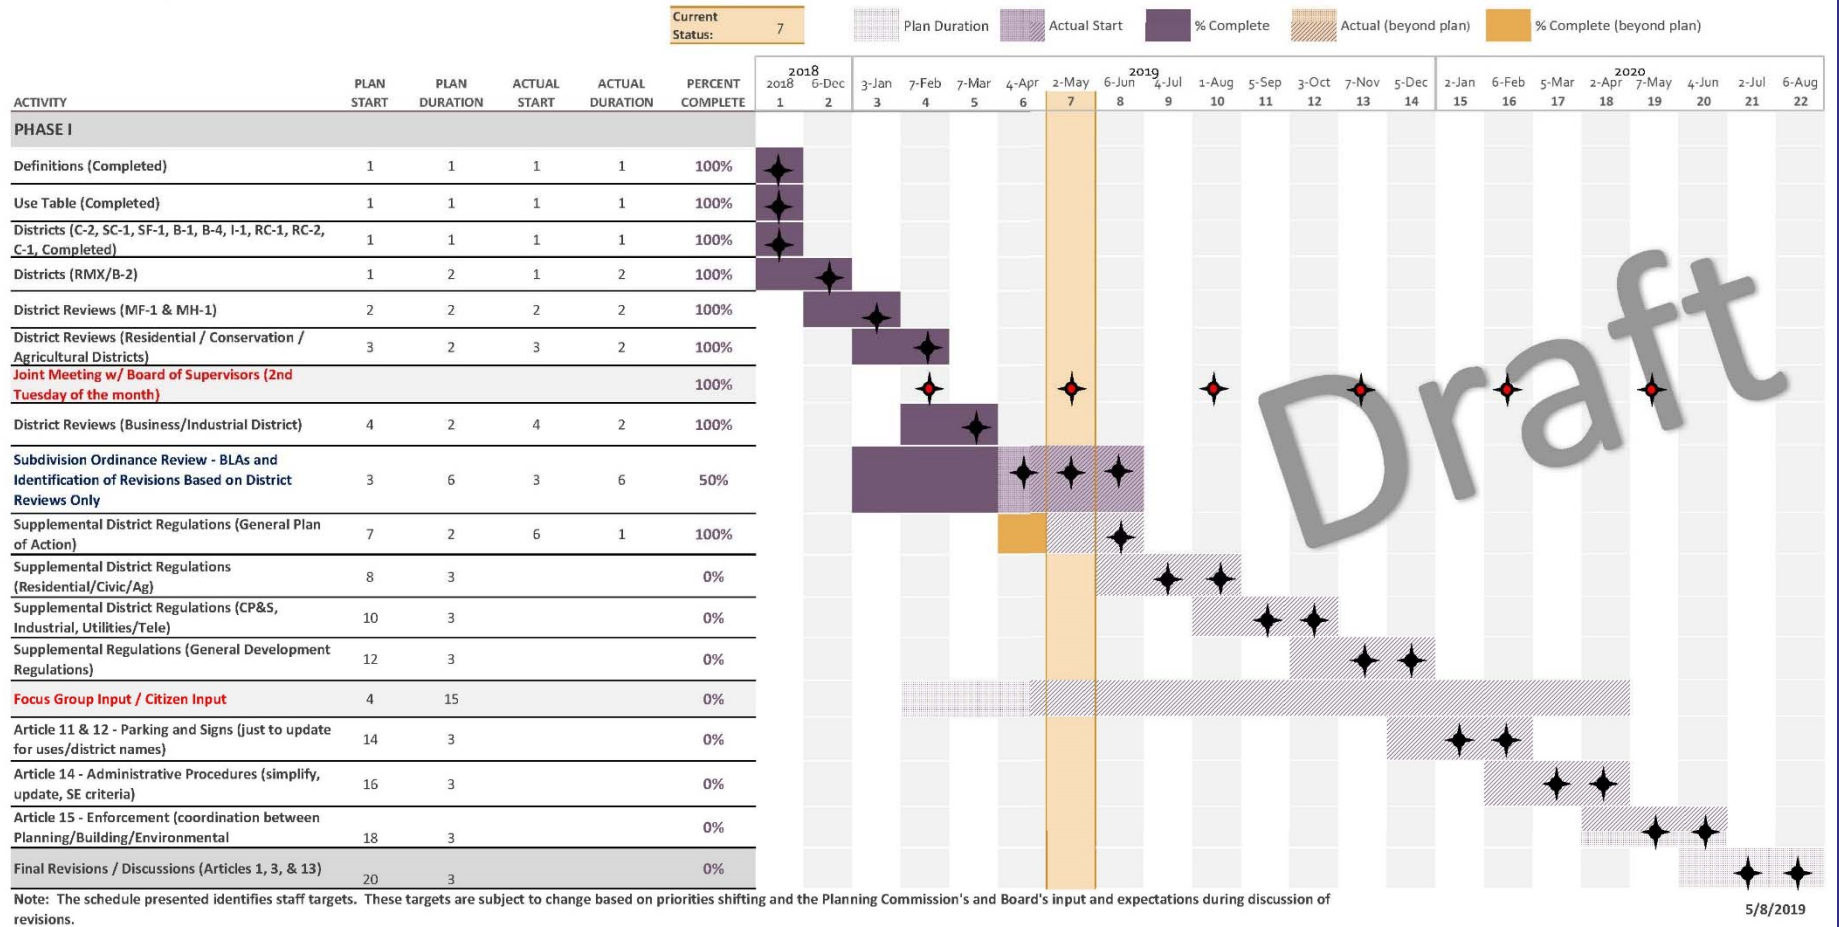 Current
Status:
7
Plan Duration
Actual Start
% Complete
Actual (beyond plan)
% Complete (beyond plan)
2018 2019 2020
ACTIVITY PLAN START PLAN DURATION ACTUAL START ACTUAL DURATION PERCENT COMPLETE
2018 6-Dec 3-Jan 7-Feb 7-Mar 4-Apr 2-May 6-Jun 4-Jul 1-Aug 5-Sep 3-Oct 7-Nov 5-Dec 2-Jan 6-Feb 5-Mar 2-Apr 7-May 4-Jun 2-Jul 6-Aug
1 2 3 4 5 6 7 8 9 10 11 12 13 14 15 16 17 18 19 20 21 22
PHASE I
Definitions (Completed) 1 1 1 1 100%
Use Table (Completed) 1 1 1 1 100%
Districts (C-2, SC-1, SF-1, B-1, B-4, I-1, RC-1, RC-2,
C-1, Completed) 1 1 1 1 100%
Districts (RMX/B-2) 1 2 1 2 100%
District Reviews (MF-1 & MH-1) 2 2 2 2 100%
District Reviews (Residential / Conservation /
Agricultural Districts) 3 2 3 2 100%
Joint Meeting w/ Board of Supervisors (2nd
Tuesday of the month) 100%
District Reviews (Business/Industrial District) 4 2 4 2 100%
Subdivision Ordinance Review - BLAs and
Identification of Revisions Based on District 3 6 3 6 50%
Reviews Only
Supplemental District Regulations (General Plan
of Action) 7 2 6 1 100%
Supplemental District Regulations
(Residential/Civic/Ag) 8 3 0%
Supplemental District Regulations (CP&S,
Industrial, Utilities/Tele) 10 3 0%
Supplemental Regulations (General Development
Regulations) 12 3 0%
Focus Group Input / Citizen Input 4 15 0%
Article 11 & 12 - Parking and Signs (just to update
for uses/district names) 14 3 0%
Article 14 - Administrative Procedures (simplify,
update, SE criteria) 16 3 0%
Article 15 - Enforcement (coordination between
Planning/Building/Environmental 18 3 0%
Final Revisions / Discussions (Articles 1, 3, & 13) 20 3 0%
Draft
Note: The schedule presented identifies staff targets. These targets are subject to change based on priorities shifting and the Planning Commission's and Board's input and expectations during discussion of
revisions.
5/8/2019